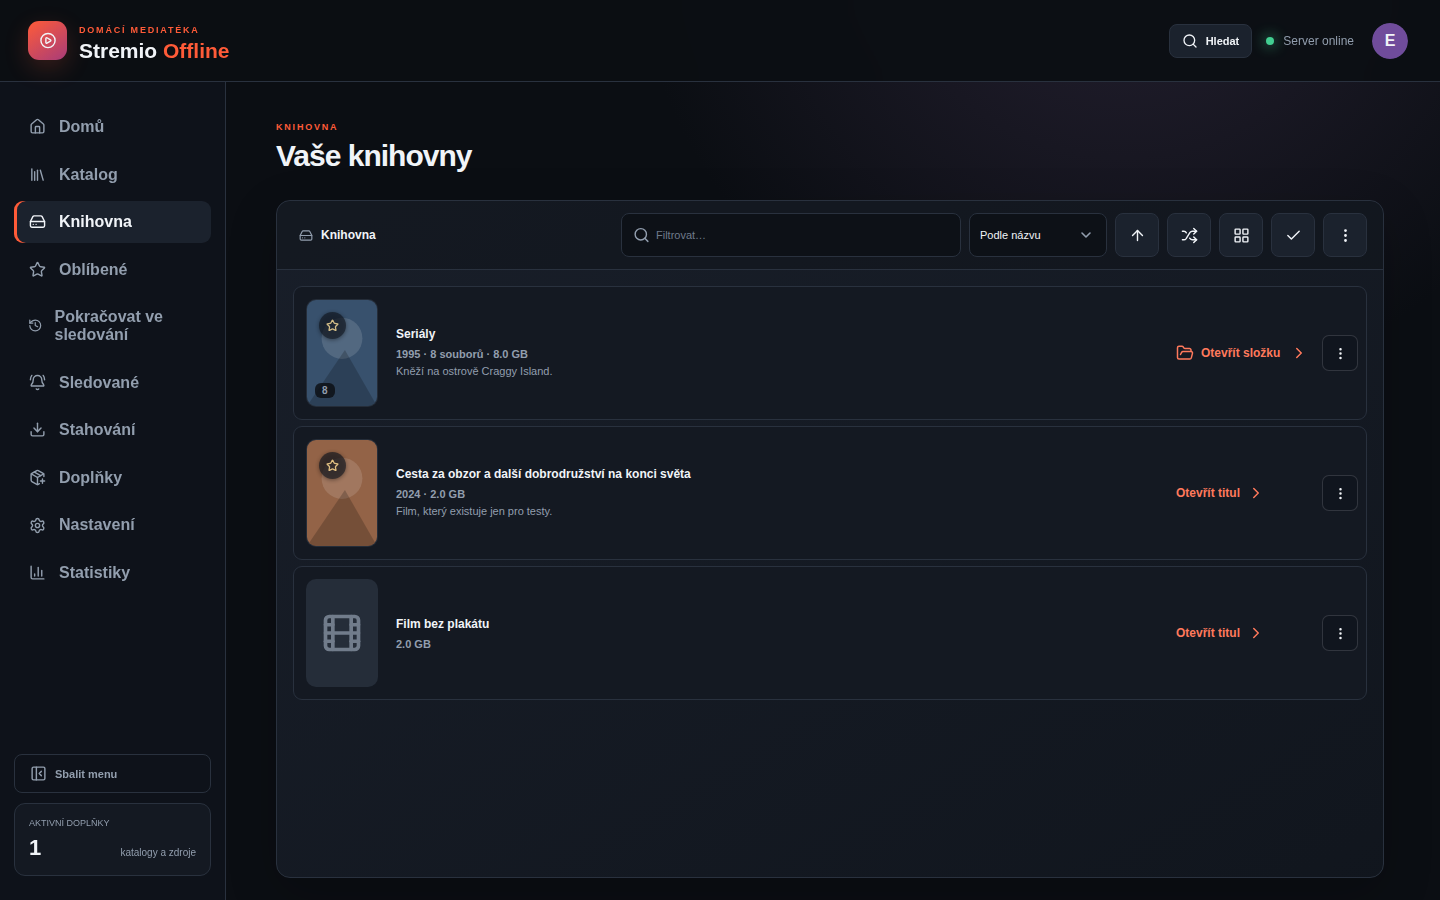 DOMÁCÍ MEDIATÉKA
Stremio Offline
Hledat
Server online
E
Domů
Katalog
Knihovna
Oblíbené
Pokračovat ve
sledování
Sledované
Stahování
Doplňky
Nastavení
Statistiky
Sbalit menu
AKTIVNÍ DOPLŇKY
1
katalogy a zdroje
KNIHOVNA
Vaše knihovny
Knihovna
Filtrovat…
Podle názvu
8
Seriály
1995 · 8 souborů · 8.0 GB
Kněží na ostrově Craggy Island.
Otevřít složku
Cesta za obzor a další dobrodružství na konci světa
2024 · 2.0 GB
Film, který existuje jen pro testy.
Otevřít titul
Film bez plakátu
2.0 GB
Otevřít titul